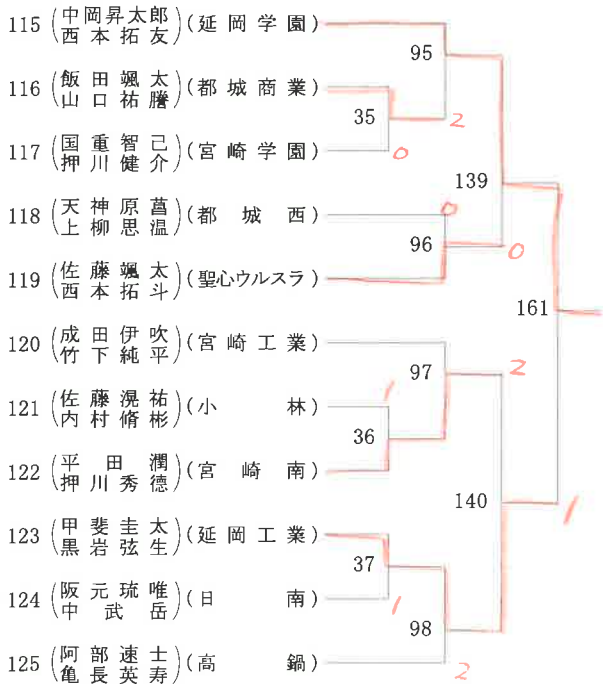 115 (中岡昇太郎 西本拓友) (延岡学園)
95
116 (飯田颯太 山口祐謄) (都城商業)
35 2
117 (国重智己 押川健介) (宮崎学園) 0
139
118 (天神原菖 上柳思温) (都城西) 0
96 0
119 (佐藤颯太 西本拓斗) (聖心ウルスラ)
161
120 (成田伊吹 竹下純平) (宮崎工業)
97 2
121 (佐藤滉祐 内村脩彬) (小林) 1
36
122 (平田潤 押川秀徳) (宮崎南)
140 1
123 (甲斐圭太 黒岩弦生) (延岡工業)
37
124 (阪元琉唯 中武岳) (日南) 1
98
125 (阿部速士 亀長英寿) (高鍋) 2